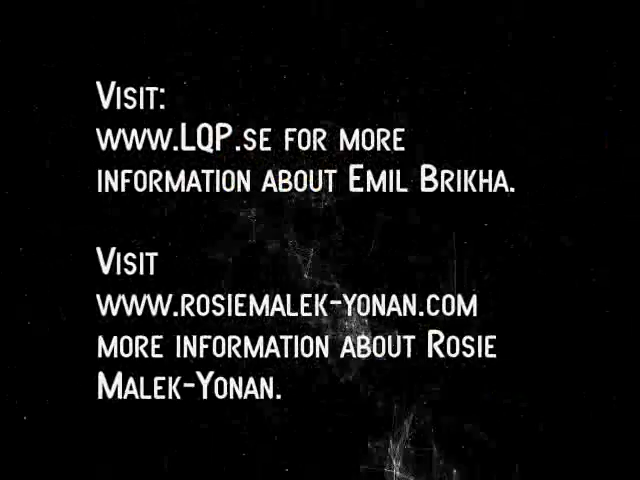 Visit:
www.LQP.se for more
information about Emil Brikha.
Visit
www.rosiemalek-yonan.com
more information about Rosie
Malek-Yonan.